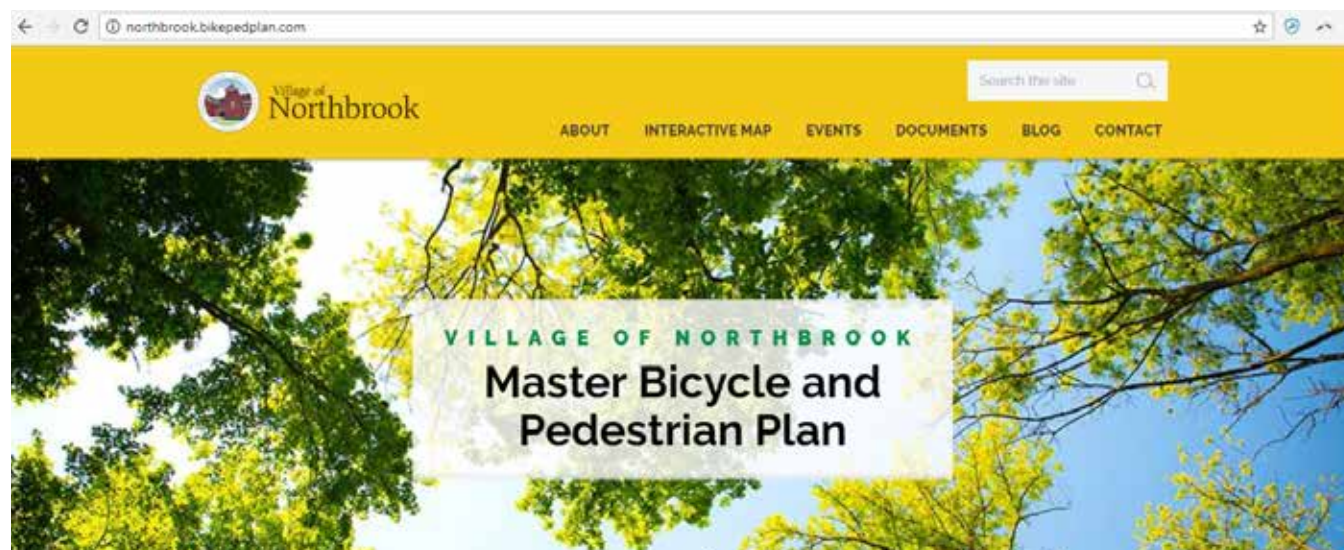 northbrook.bikepedplan.com
Village of
Northbrook
Search this site
ABOUT INTERACTIVE MAP EVENTS DOCUMENTS BLOG CONTACT
VILLAGE OF NORTHBROOK
Master Bicycle and
Pedestrian Plan